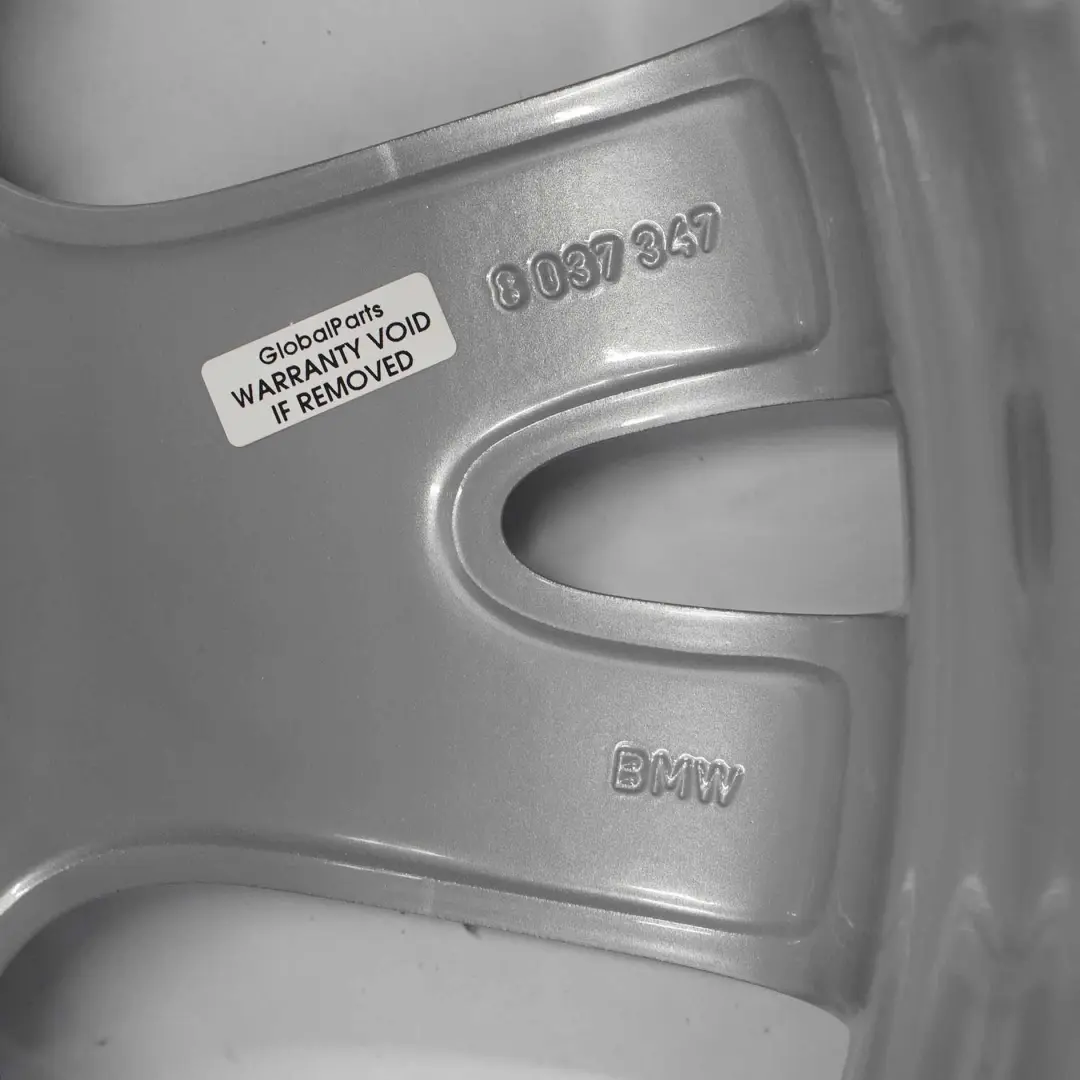 8 037 347
GlobalParts
WARRANTY VOID
IF REMOVED
BMW